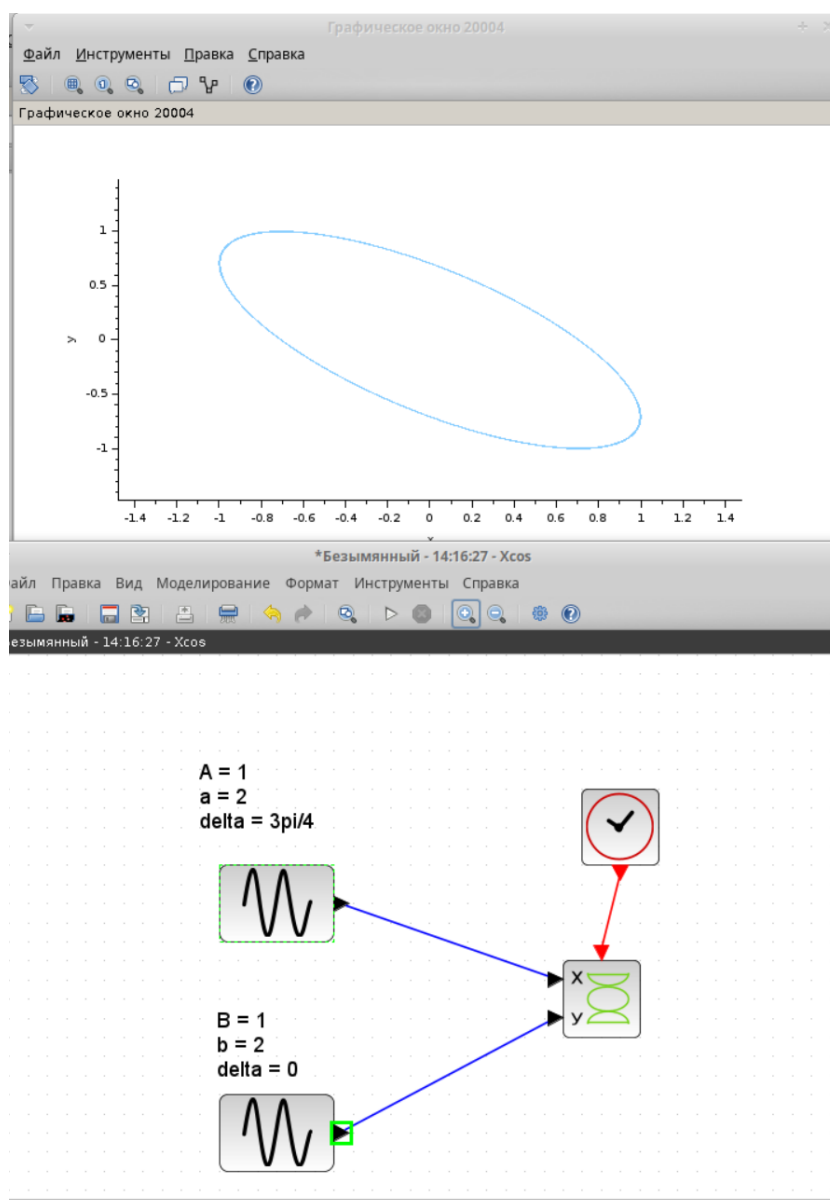 Графическое окно 20004
Файл Инструменты Правка Справка
Графическое окно 20004
1
0.5
y 0
-0.5
-1
-1.4 -1.2 -1 -0.8 -0.6 -0.4 -0.2 0 0.2 0.4 0.6 0.8 1 1.2 1.4
x
*Безымянный - 14:16:27 - Xcos
айл Правка Вид Моделирование Формат Инструменты Справка
езымянный - 14:16:27 - Xcos
A = 1
a = 2
delta = 3pi/4
X
y
B = 1
b = 2
delta = 0